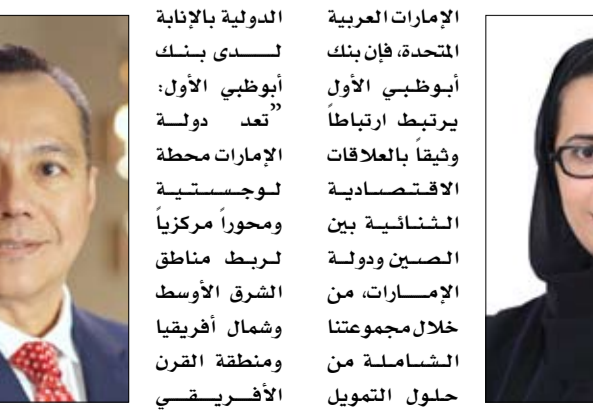 الإمارات العربية
المتحدة، فإن بنك
أبوظبي الأول
يرتبط ارتباطاً
وثيقاً بالعلاقات
الاقتصادية
الثنائية بين
الصين ودولة
الإمارات، من
خلال مجموعتنا
الشاملة من
حلول التمويل
الدولية بالإنابة
لدى بنك
أبوظبي الأول:
”تعد دولة
الإمارات محطة
لوجستية
ومحوراً مركزياً
لربط مناطق
الشرق الأوسط
وشمال أفريقيا
ومنطقة القرن
الأفريقي